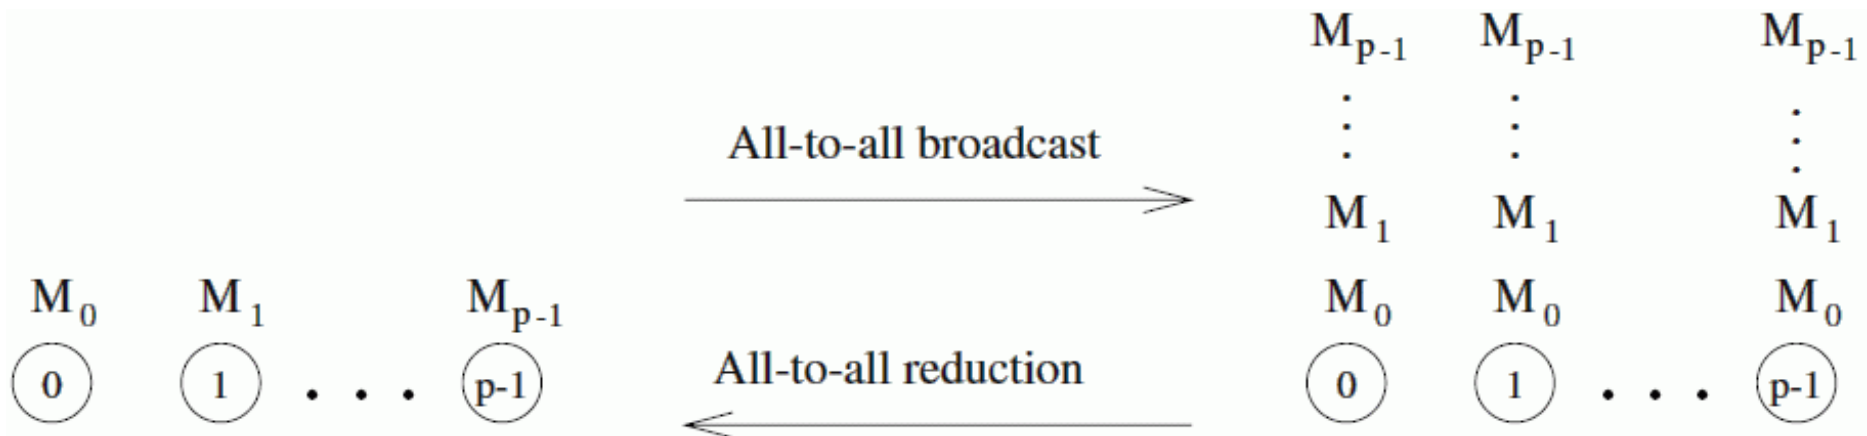 M_{p-1} M_{p-1} M_{p-1}
All-to-all broadcast
M_1 M_1 M_1
M_0 M_1 M_{p-1} M_0 M_0 M_0
All-to-all reduction
0 1 . . . p-1 0 1 . . . p-1